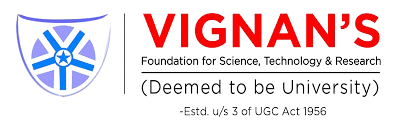 VIGNAN'S
Foundation for Science, Technology & Research
(Deemed to be University)
-Estd. u/s 3 of UGC Act 1956